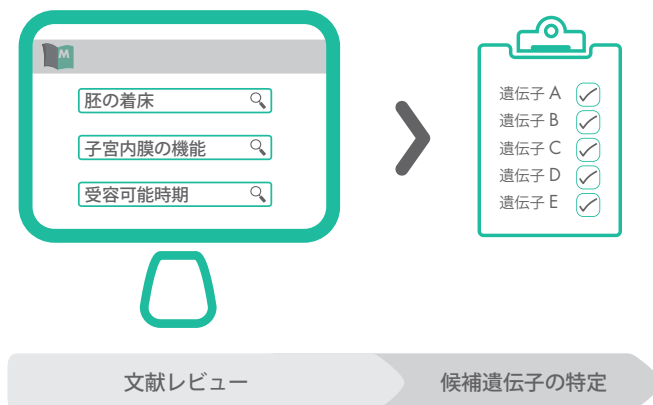 M
胚の着床
子宮内膜の機能
受容可能時期
遺伝子 A
遺伝子 B
遺伝子 C
遺伝子 D
遺伝子 E
文献レビュー
候補遺伝子の特定